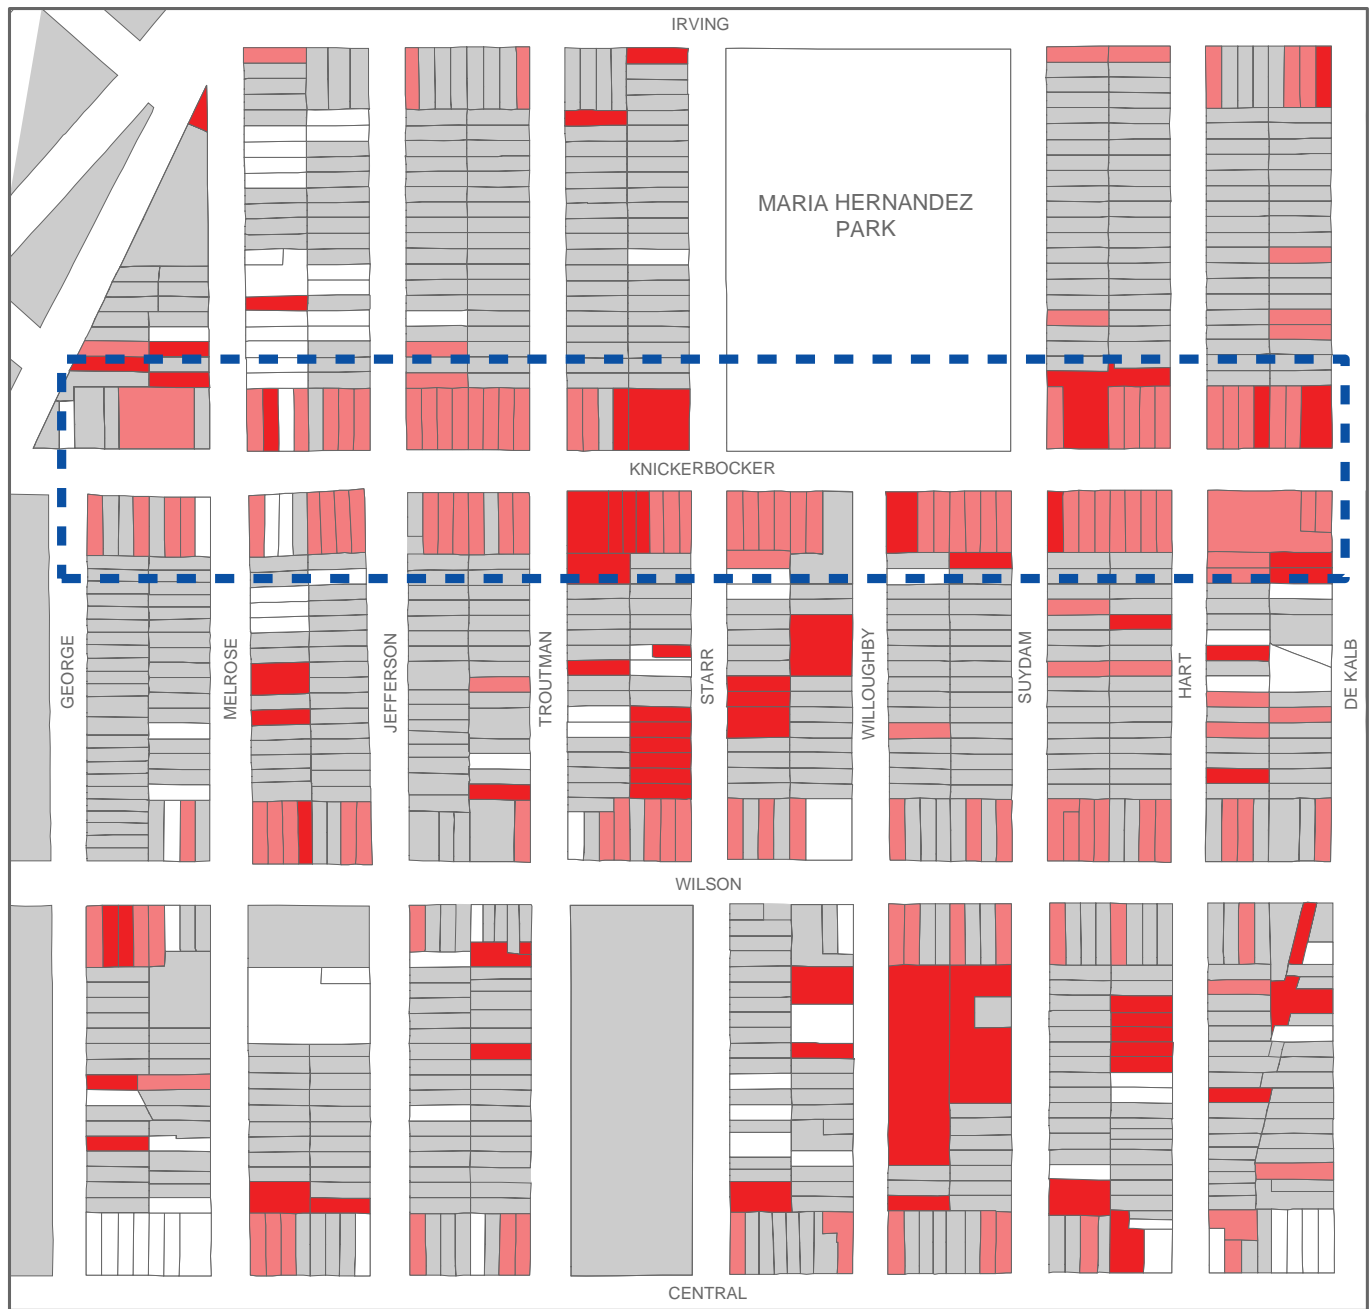 IRVING
MARIA HERNANDEZ
PARK
KNICKERBOCKER
GEORGE
MELROSE
JEFFERSON
TROUTMAN
STARR
WILLOUGHBY
SUYDAM
HART
DE KALB
WILSON
CENTRAL